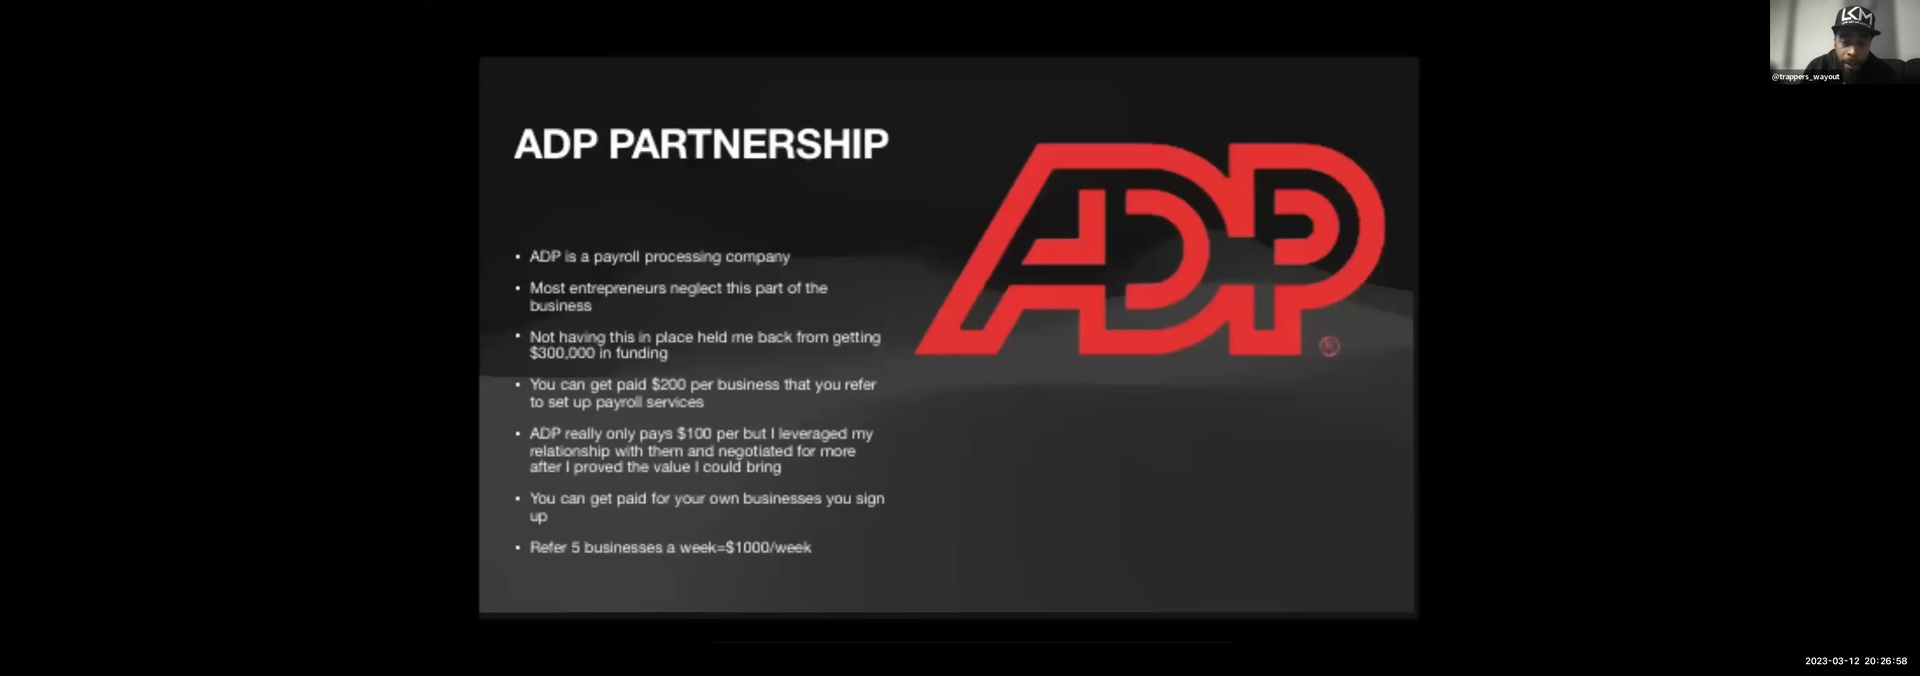 LKM
@trappers_wayout
ADP PARTNERSHIP
ADP
®
• ADP is a payroll processing company
• Most entrepreneurs neglect this part of the
business
• Not having this in place held me back from getting
$300,000 in funding
• You can get paid $200 per business that you refer
to set up payroll services
• ADP really only pays $100 per but I leveraged my
relationship with them and negotiated for more
after I proved the value I could bring
• You can get paid for your own businesses you sign
up
• Refer 5 businesses a week=$1000/week
2023-03-12 20:26:58